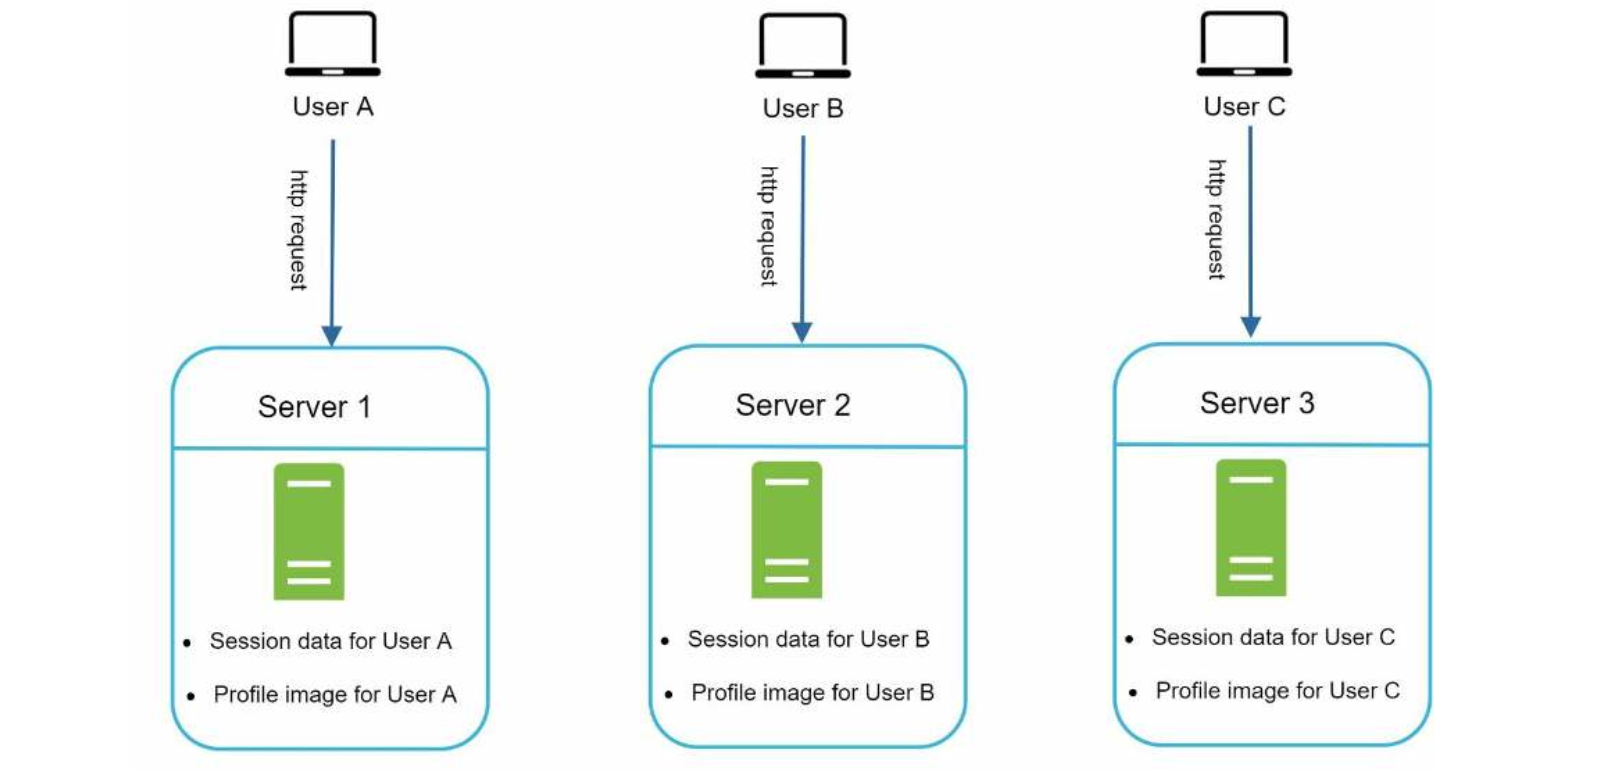 User A
User B
User C
http request
http request
http request
Server 1
Server 2
Server 3
• Session data for User A
• Profile image for User A
• Session data for User B
• Profile image for User B
• Session data for User C
• Profile image for User C